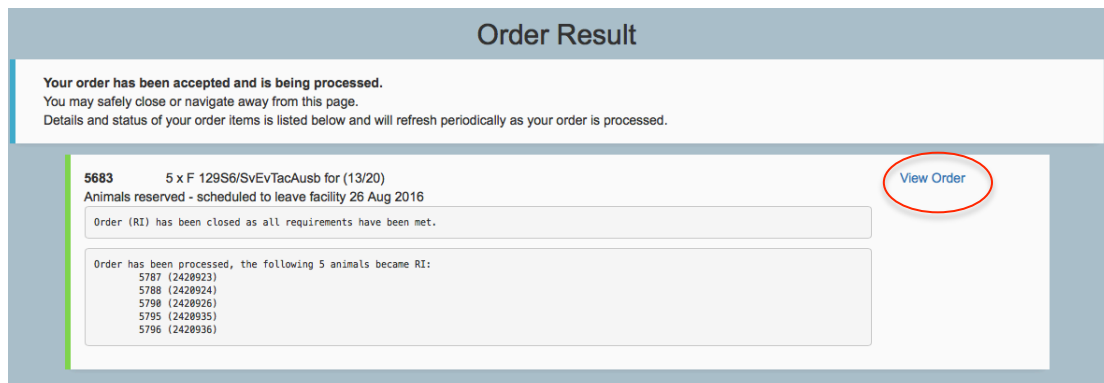 Order Result
Your order has been accepted and is being processed.
You may safely close or navigate away from this page.
Details and status of your order items is listed below and will refresh periodically as your order is processed.
5683 5 x F 129S6/SvEvTacAusb for (13/20)
View Order
Animals reserved - scheduled to leave facility 26 Aug 2016
Order (RI) has been closed as all requirements have been met.
Order has been processed, the following 5 animals became RI:
5787 (2420923)
5788 (2420924)
5790 (2420926)
5795 (2420935)
5796 (2420936)